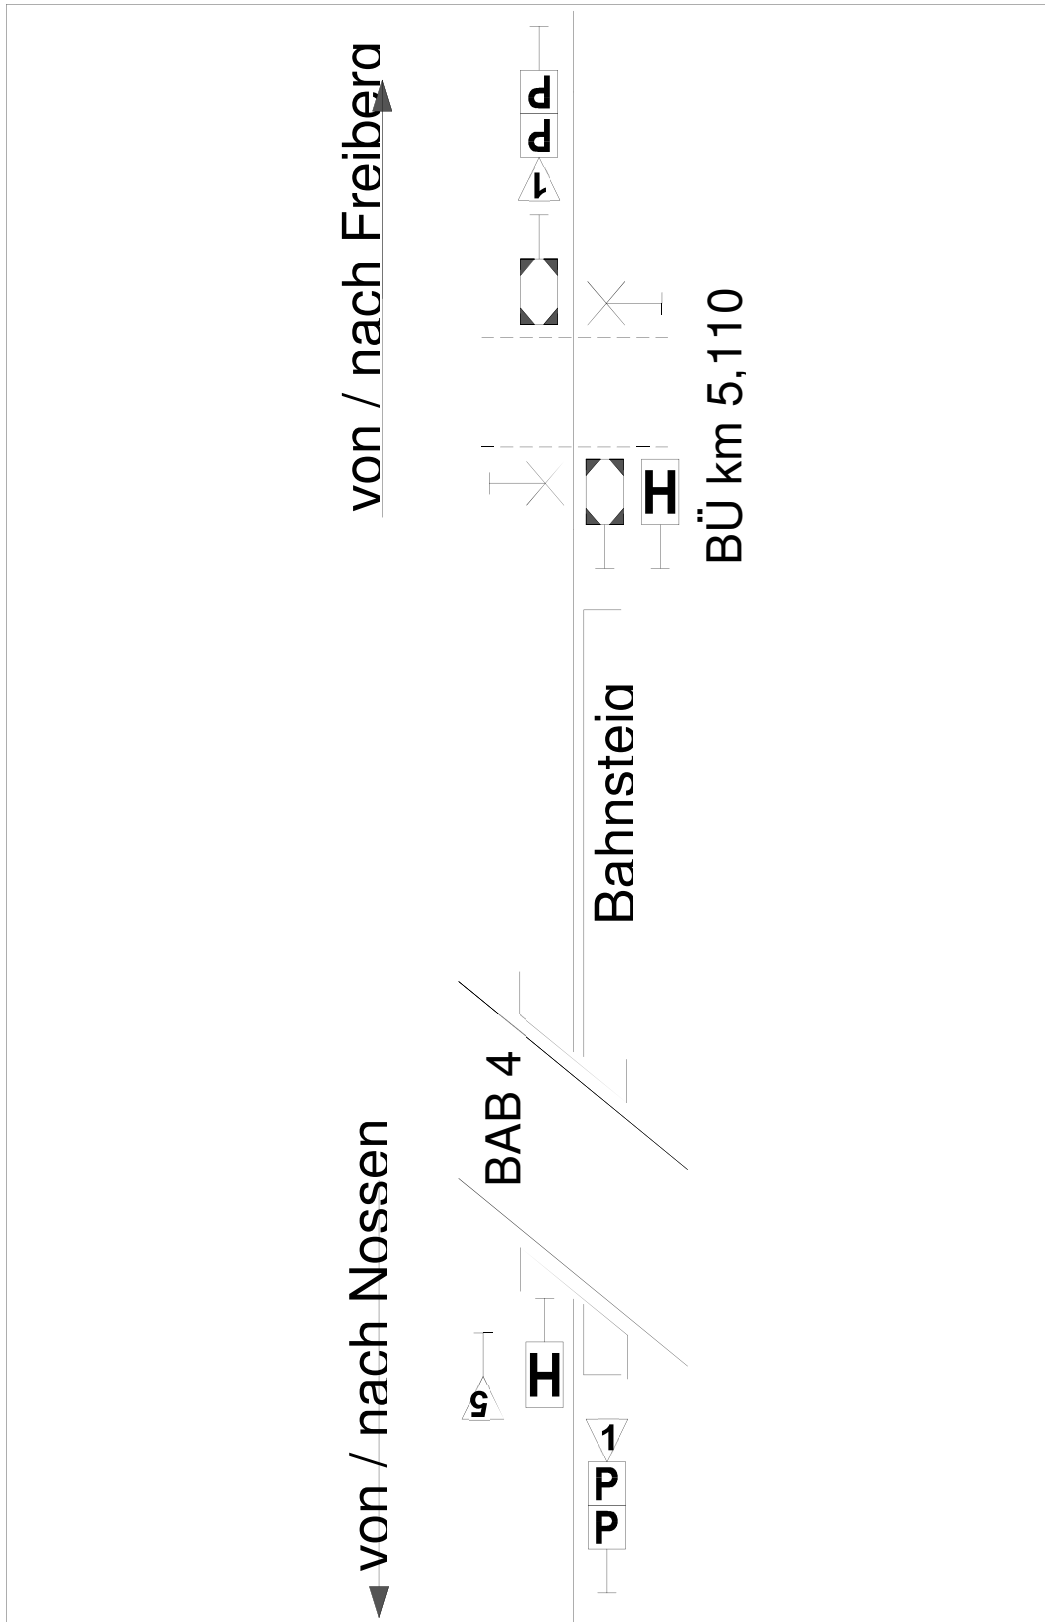 von / nach Freiberg
P
P
1
BÜ km 5,110
H
Bahnsteig
BAB 4
von / nach Nossen
5
H
1
P
P